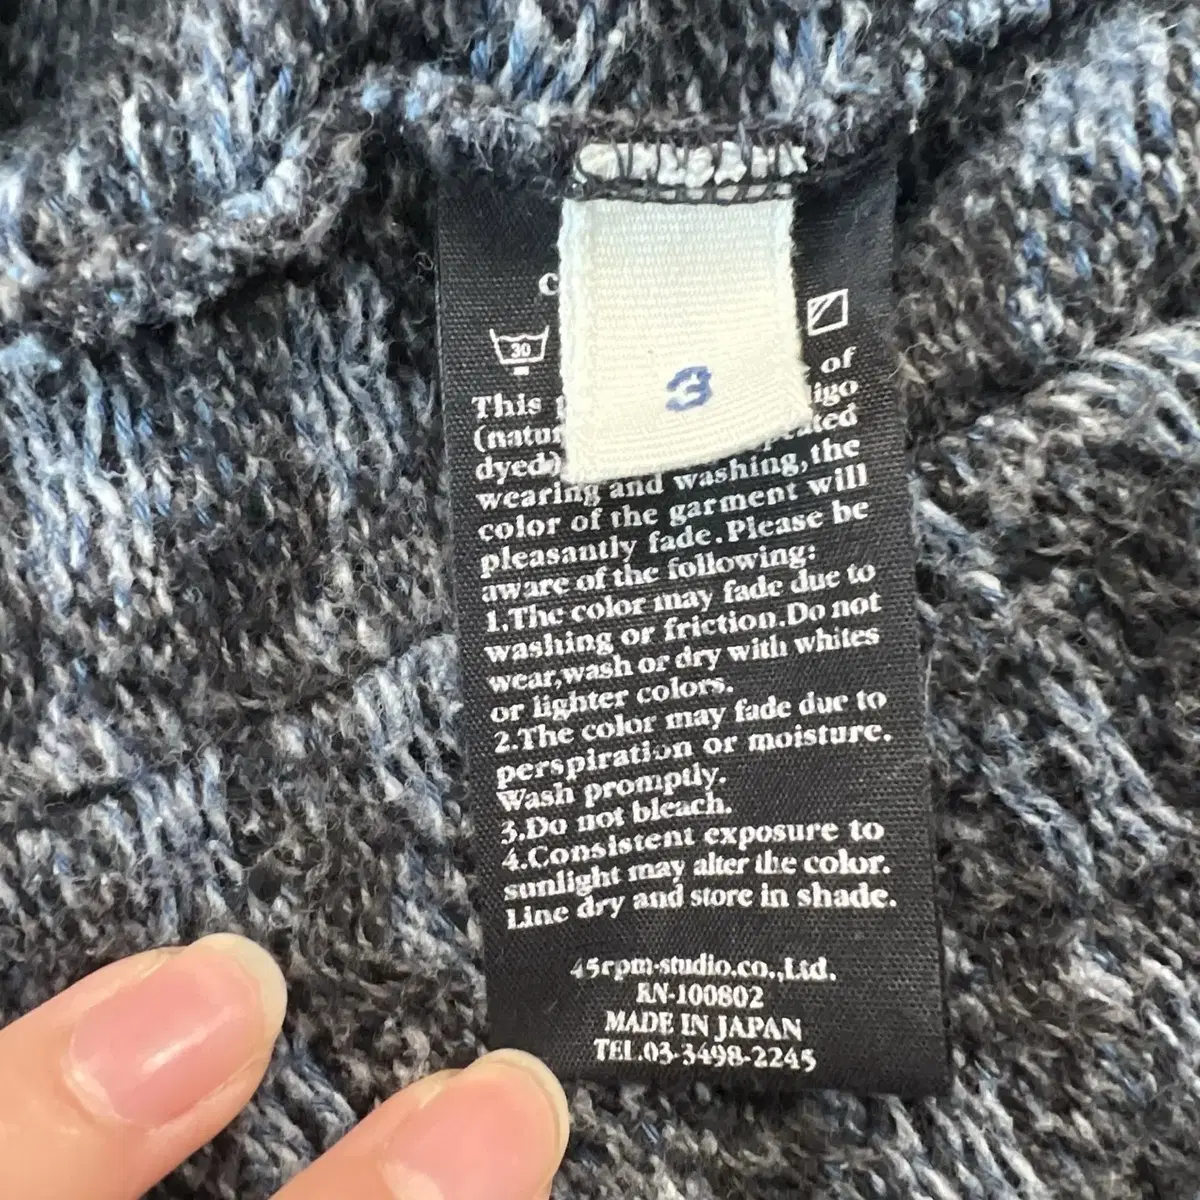 3
30
This of
igo
(natur
dyed)
wearing and washing,the
color of the garment will
pleasantly fade.Please be
aware of the following:
1.The color may fade due to
washing or friction.Do not
wear,wash or dry with whites
or lighter colors.
2.The color may fade due to
perspiration or moisture.
Wash promptly.
3.Do not bleach.
4.Consistent exposure to
sunlight may alter the color.
Line dry and store in shade.
45rpm-studio.co.,Ltd.
RN-100802
MADE IN JAPAN
TEL.03-3498-2245